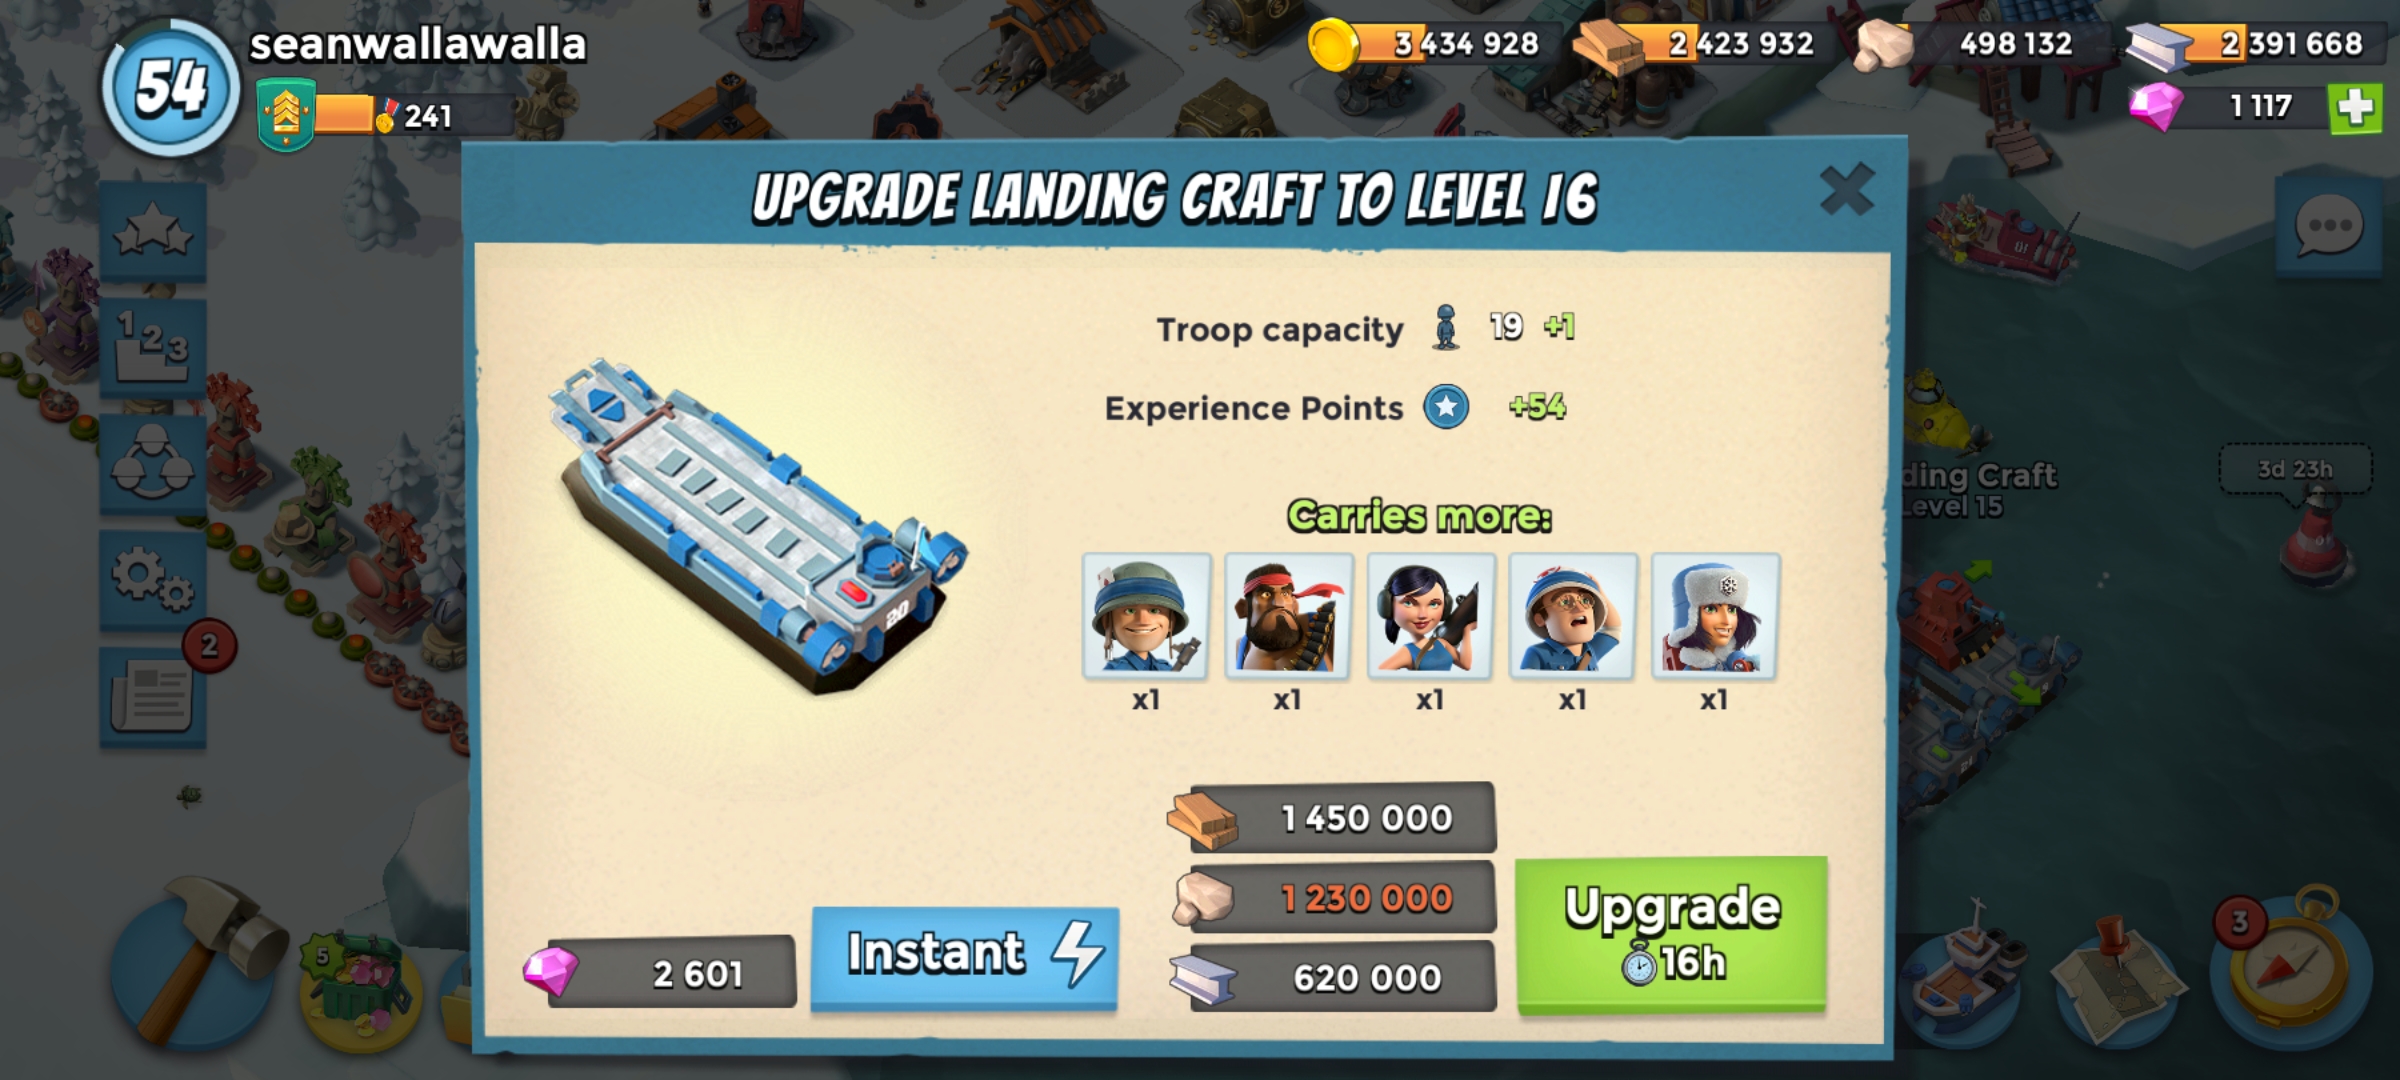 54
seanwallawalla
241
3 434 928
2 423 932
498 132
2 391 668
1 117
UPGRADE LANDING CRAFT TO LEVEL 16
Troop capacity 19 +1
Experience Points +54
Carries more:
x1 x1 x1 x1 x1
1 2 3
2
20
ding Craft
Level 15
3d 23h
1 450 000
1 230 000
620 000
2 601
Instant
Upgrade
16h
5
3